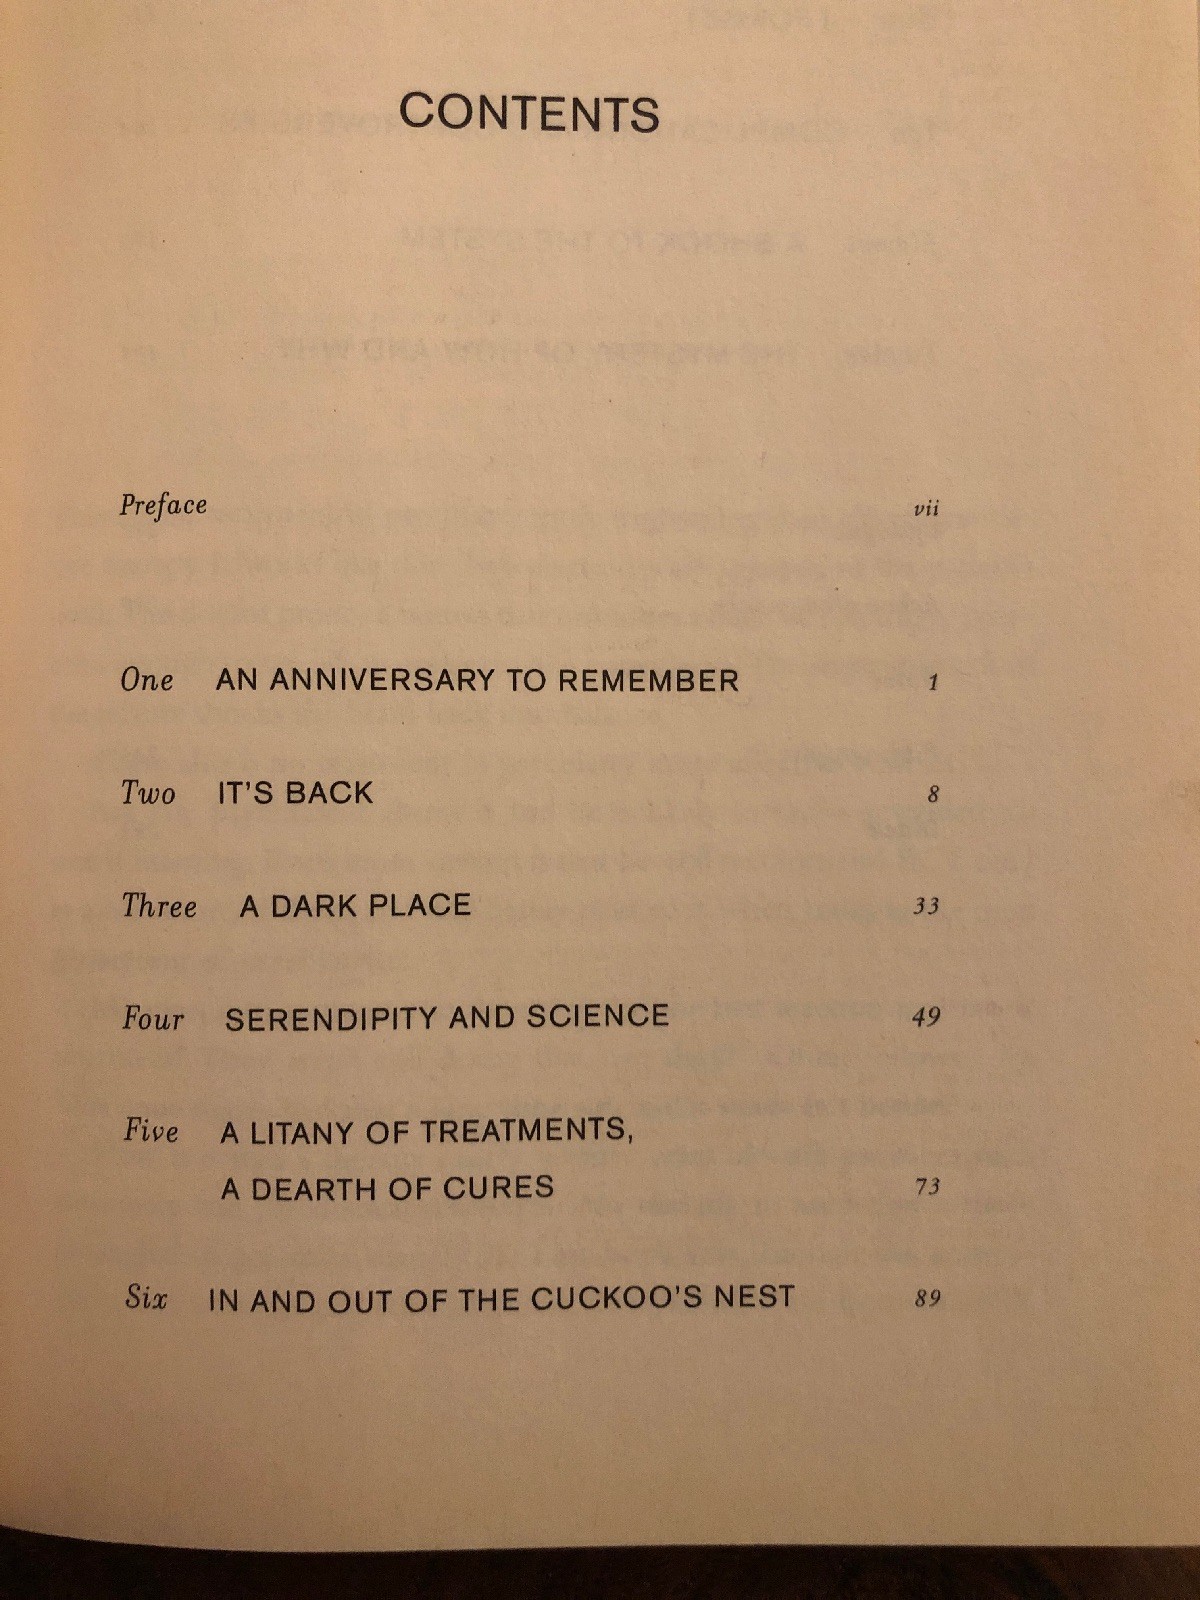 CONTENTS
Preface vii
One AN ANNIVERSARY TO REMEMBER 1
Two IT'S BACK 8
Three A DARK PLACE 33
Four SERENDIPITY AND SCIENCE 49
Five A LITANY OF TREATMENTS,
A DEARTH OF CURES 73
Six IN AND OUT OF THE CUCKOO'S NEST 89